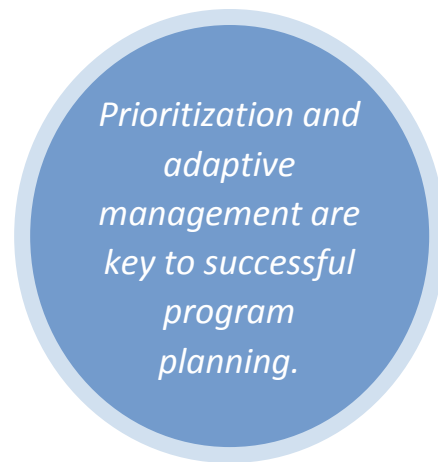 Prioritization and
adaptive
management are
key to successful
program
planning.